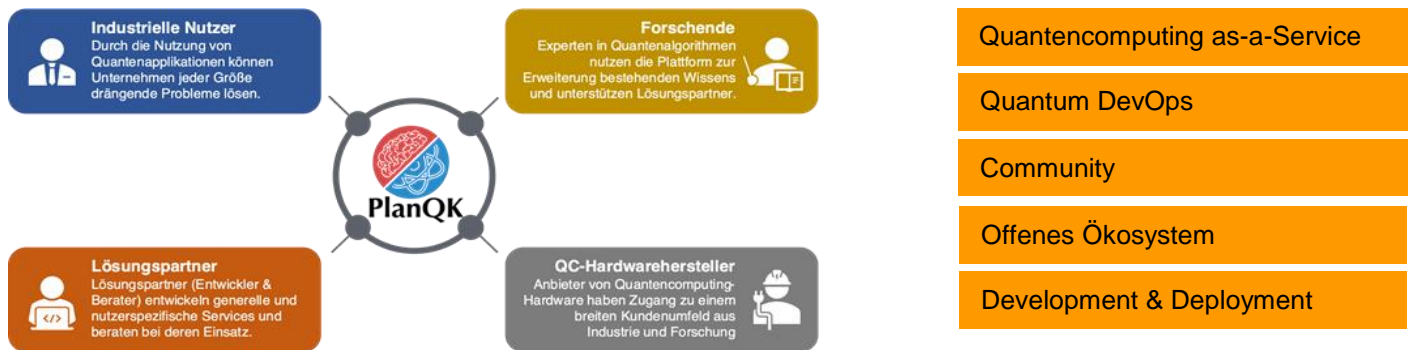 Industrielle Nutzer
Durch die Nutzung von
Quantenapplikationen können
Unternehmen jeder Größe
drängende Probleme lösen.
Forschende
Experten in Quantenalgorithmen
nutzen die Plattform zur
Erweiterung bestehenden Wissens
und unterstützen Lösungspartner.
PlanQK
Lösungspartner
Lösungspartner (Entwickler &
Berater) entwickeln generelle und
nutzerspezifische Services und
beraten bei deren Einsatz.
QC-Hardwarehersteller
Anbieter von Quantencomputing-
Hardware haben Zugang zu einem
breiten Kundenumfeld aus
Industrie und Forschung
Quantencomputing as-a-Service
Quantum DevOps
Community
Offenes Ökosystem
Development & Deployment